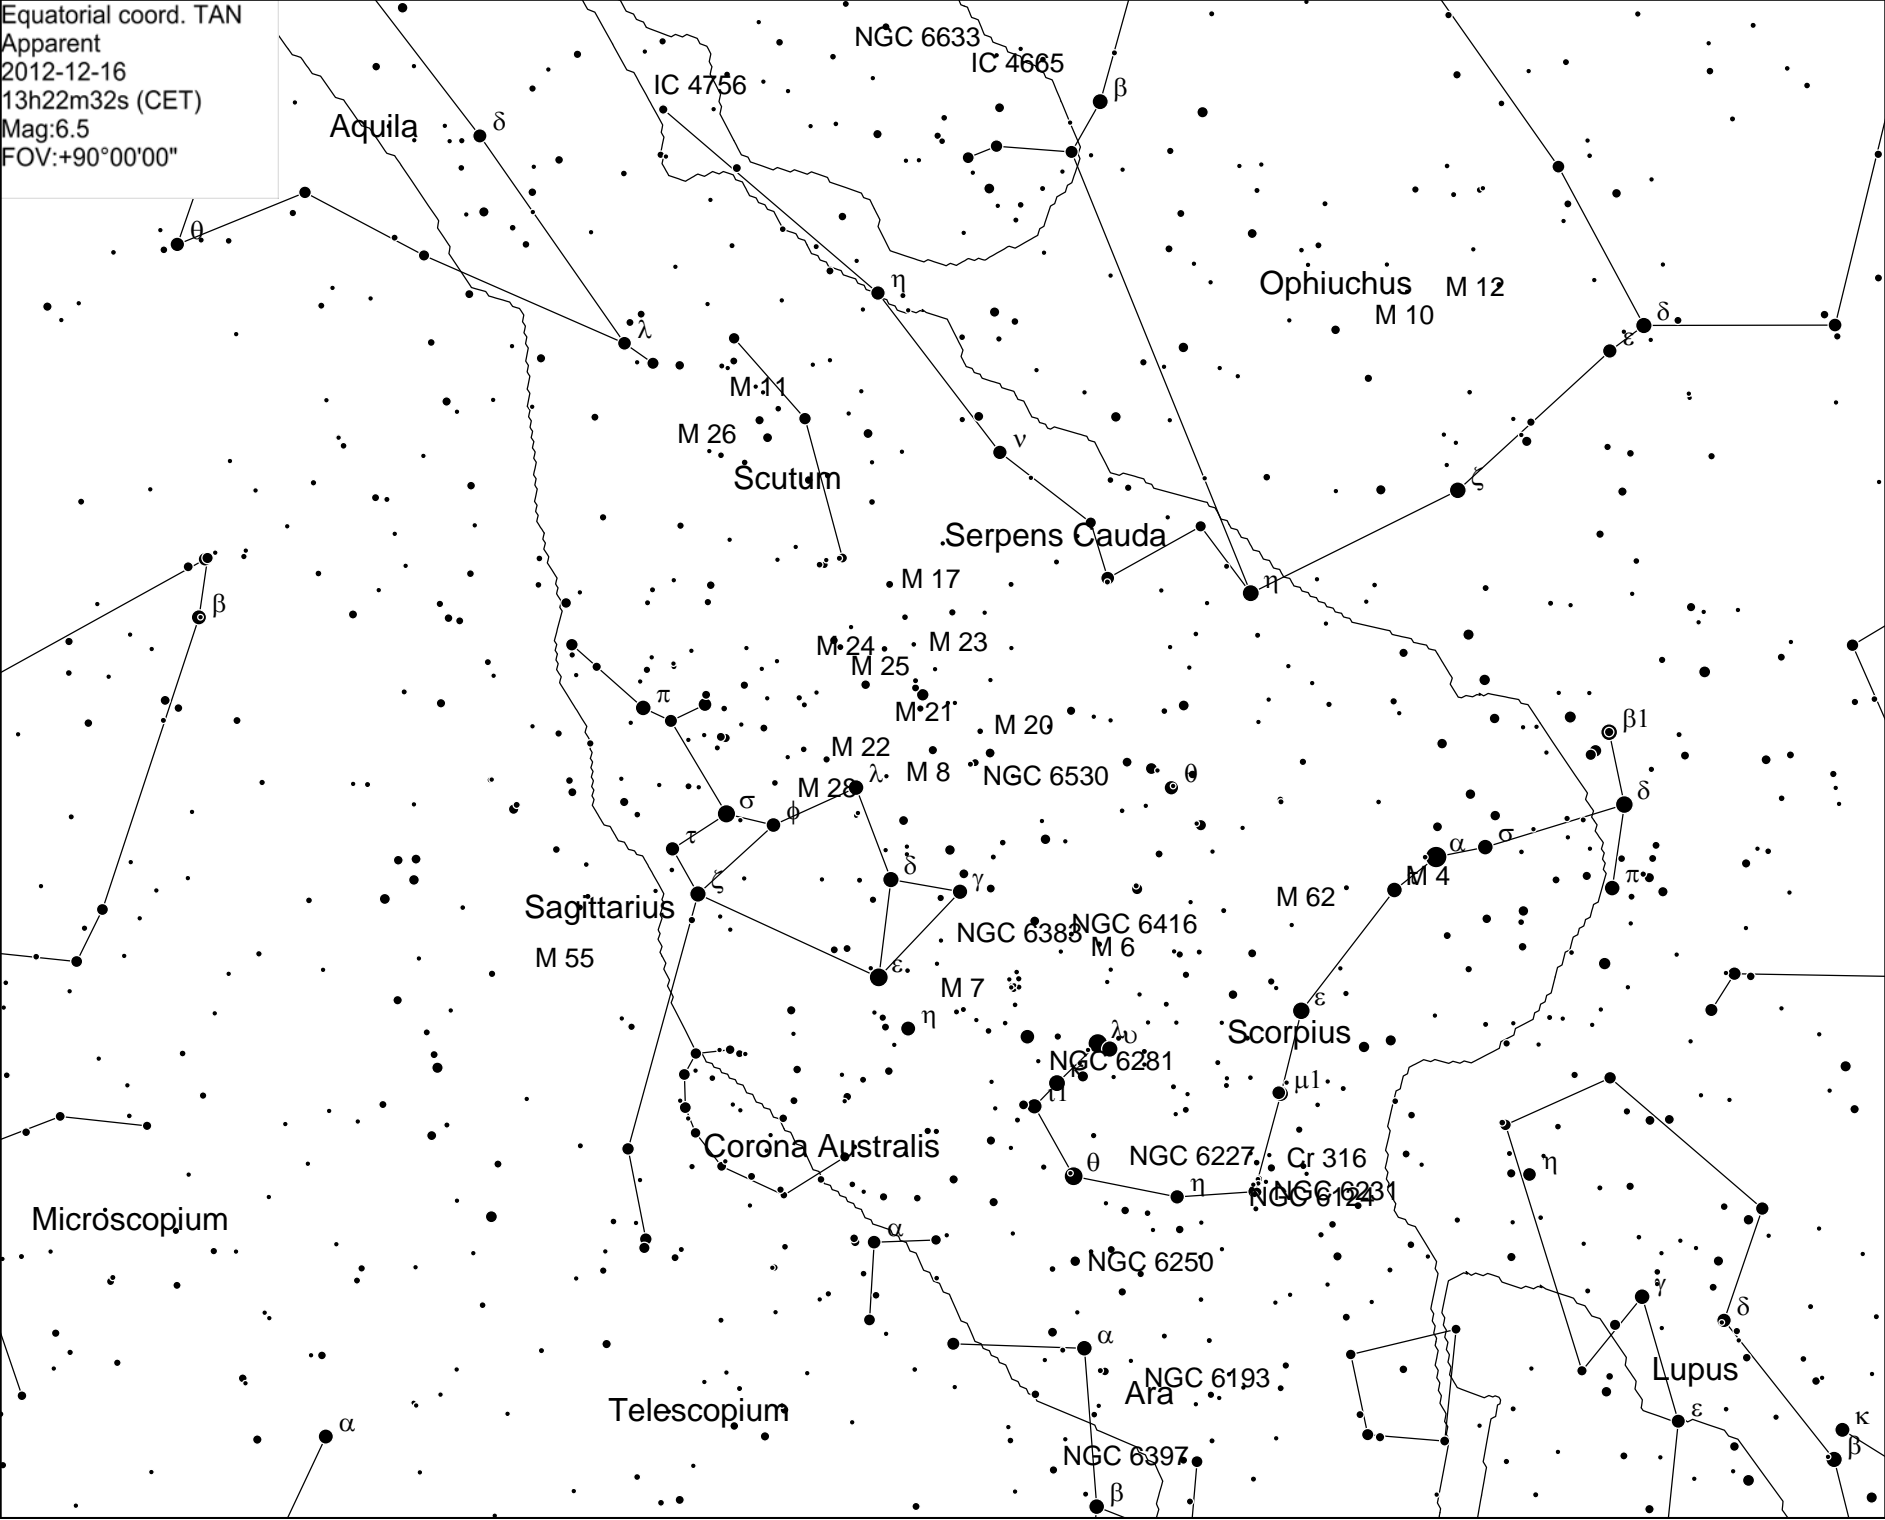 Equatorial coord. TAN
Apparent
2012-12-16
13h22m32s (CET)
Mag:6.5
FOV:+90°00'00"
NGC 6633
IC 4665
IC 4756
β
Aquila
δ
θ
η
Ophiuchus
M 12
M 10
δ
ε
λ
M 11
M 26
ν
Scutum
ζ
Serpens Cauda
M 17
η
β
M 24
M 23
M 25
π
M 21
M 20
β1
M 22
M 8
NGC 6530
λ
M 28
θ
δ
σ
φ
τ
α
σ
M 4
δ
π
ζ
γ
M 62
Sagittarius
NGC 6383
NGC 6416
M 6
M 55
ε
M 7
ε
η
Scorpius
λ
υ
NGC 6281
κ
ι1
μ1
Corona Australis
NGC 6227
Cr 316
θ
η
η
NGC 6231
NGC 6124
Microscopium
α
NGC 6250
γ
δ
α
Lupus
NGC 6193
Ara
Telescopium
α
ε
κ
β
NGC 6397
β